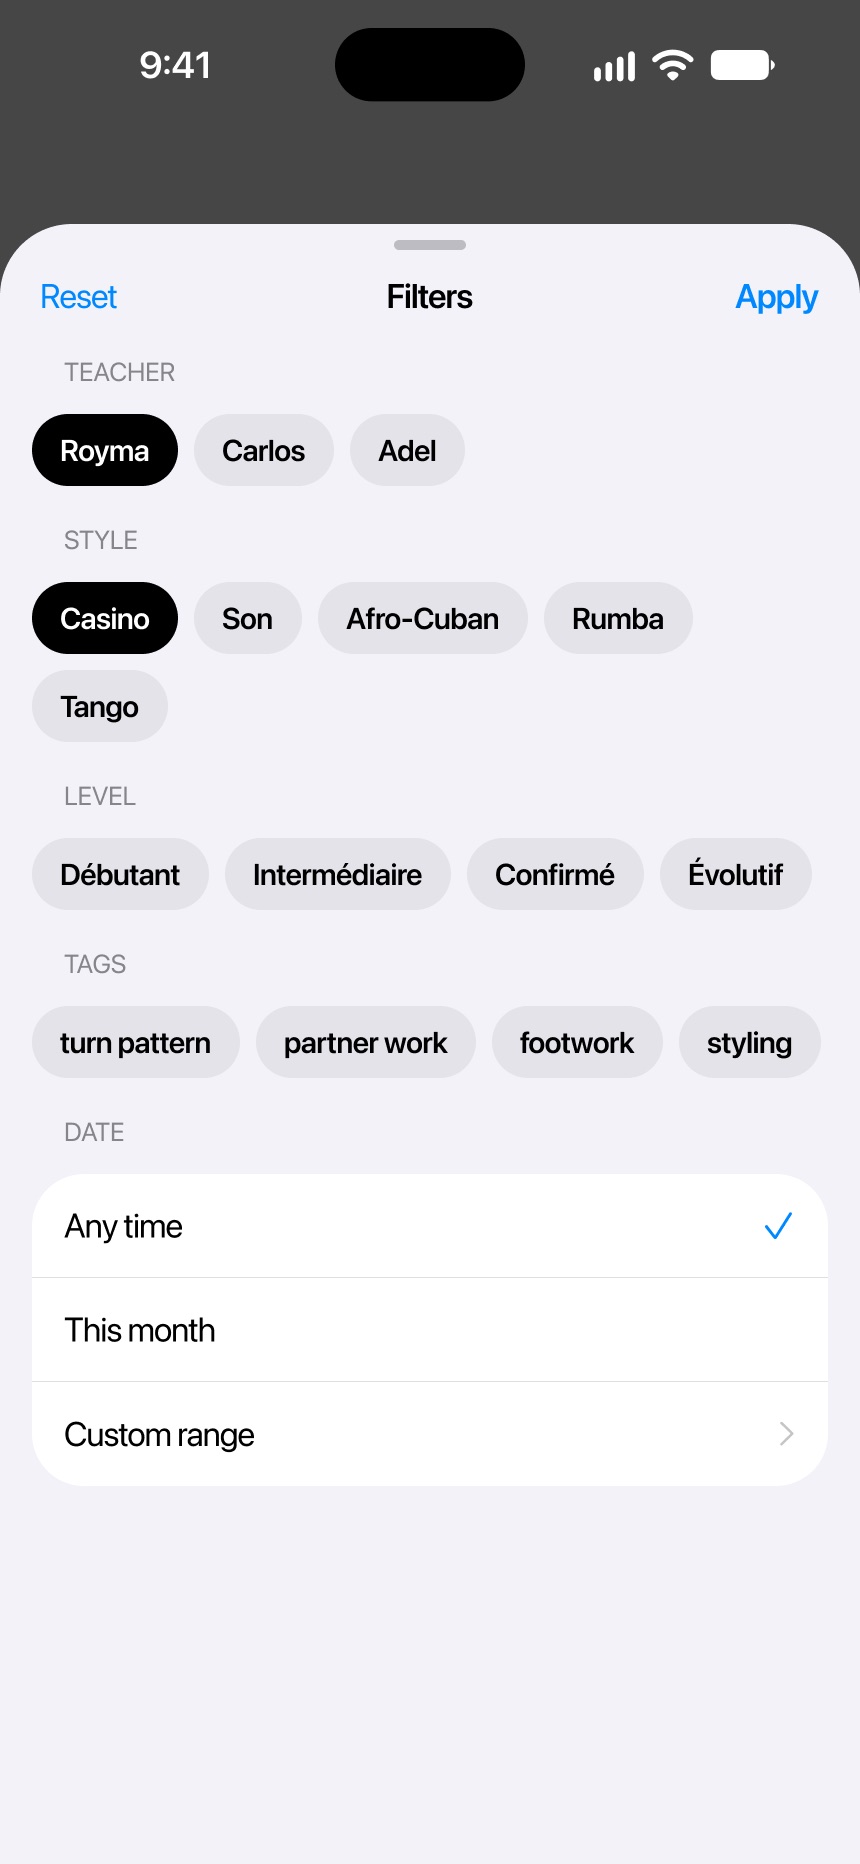 9:41
Reset Filters Apply
TEACHER
Royma Carlos Adel
STYLE
Casino Son Afro-Cuban Rumba
Tango
LEVEL
Débutant Intermédiaire Confirmé Évolutif
TAGS
turn pattern partner work footwork styling
DATE
Any time
This month
Custom range